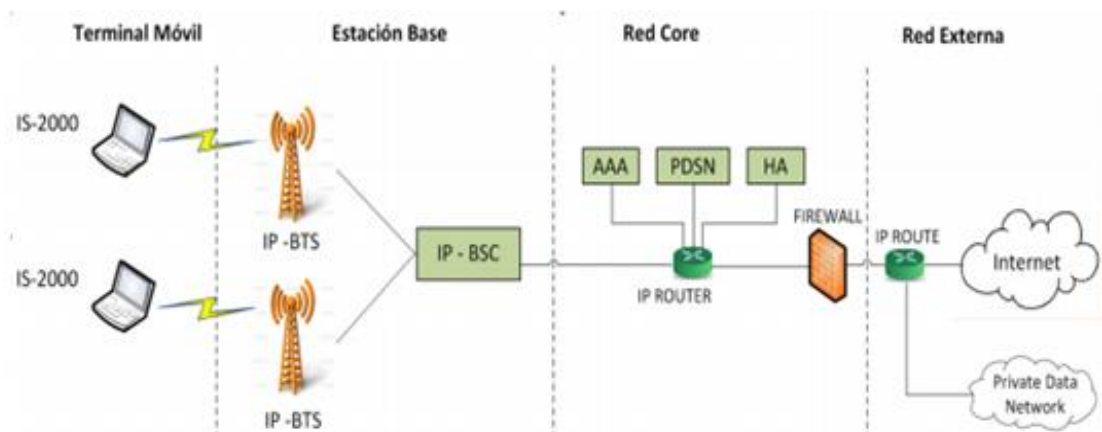 Terminal Móvil
Estación Base
Red Core
Red Externa
IS-2000
IP -BTS
IS-2000
IP -BTS
IP - BSC
AAA
PDSN
HA
IP ROUTER
FIREWALL
IP ROUTE
Internet
Private Data
Network